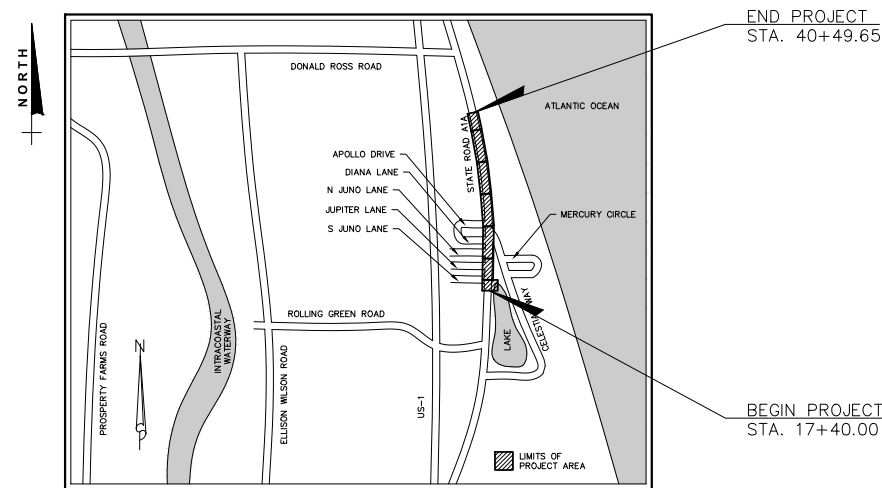 END PROJECT
STA. 40+49.65
NORTH
DONALD ROSS ROAD
ATLANTIC OCEAN
STATE ROAD A1A
APOLLO DRIVE
DIANA LANE
N JUNO LANE
JUPITER LANE
S JUNO LANE
MERCURY CIRCLE
CELESTIAL WAY
ROLLING GREEN ROAD
INTRACOASTAL
WATERWAY
LAKE
PROSPERTY FARMS ROAD
N
ELLISON WILSON ROAD
US-1
BEGIN PROJECT
STA. 17+40.00
LIMITS OF
PROJECT AREA